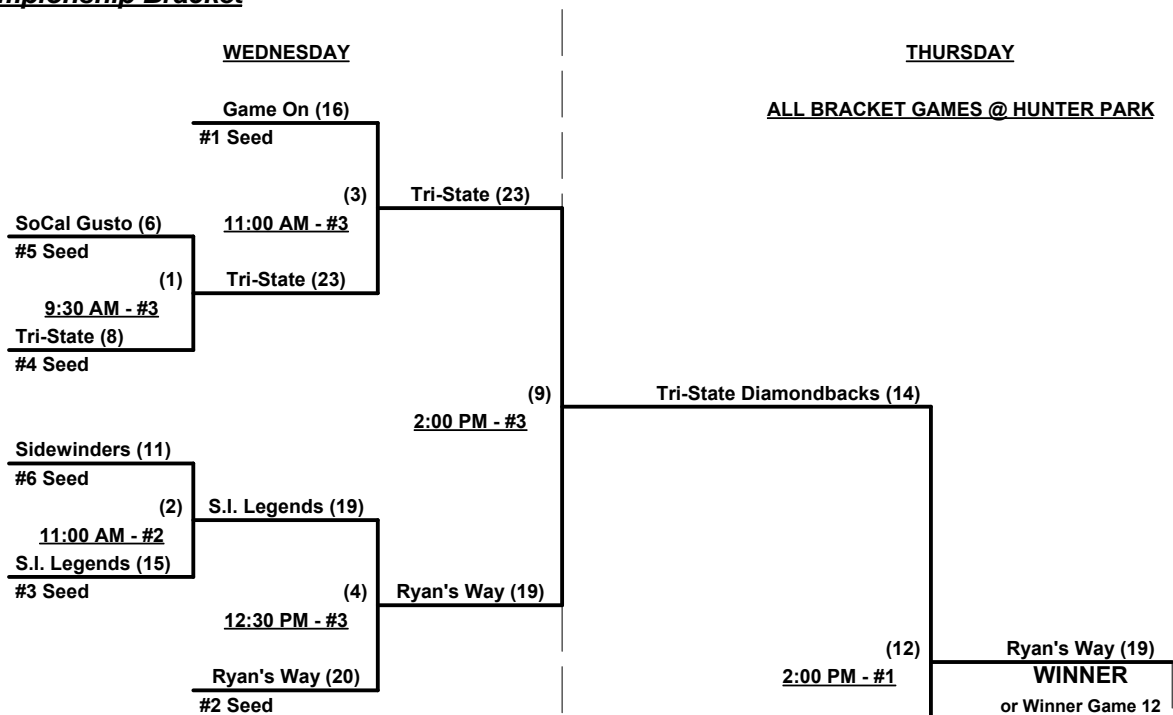 WEDNESDAY
THURSDAY
Game On (16)
ALL BRACKET GAMES @ HUNTER PARK
#1 Seed
(3)
Tri-State (23)
SoCal Gusto (6)
11:00 AM - #3
#5 Seed
(1)
Tri-State (23)
9:30 AM - #3
Tri-State (8)
#4 Seed
(9)
Tri-State Diamondbacks (14)
2:00 PM - #3
Sidewinders (11)
#6 Seed
(2)
S.I. Legends (19)
11:00 AM - #2
S.I. Legends (15)
#3 Seed
(4)
Ryan's Way (19)
12:30 PM - #3
(12)
Ryan's Way (19)
Ryan's Way (20)
2:00 PM - #1
WINNER
#2 Seed
or Winner Game 12